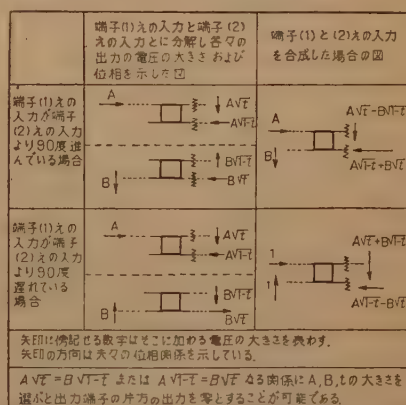 端子(1)えの入力と端子(2)
えの入力とに分解し各々の
出力の電圧の大きさおよび
位相を示した図
端子(1)と(2)えの入力
を合成した場合の図
端子(1)えの
入力が端子
(2)えの入力
より90度進
んでいる場合
A
A√t
A√1-t
B
B√1-t
B√t
A
B
A√t-B√1-t
A√1-t+B√t
端子(1)えの
入力が端子
(2)えの入力
より90度
遅れている
場合
A
A√t
A√1-t
B
B√1-t
B√t
1
1
A√t+B√1-t
A√1-t-B√t
矢印に傍記せる数字はそこに加わる電圧の大きさを表わす.
矢印の方向は夫々の位相関係を示している.
A√t=B√1-t または A√1-t=B√t なる関係にA,B,tの大きさを
選ぶと出力端子の片方の出力を零とすることが可能である.